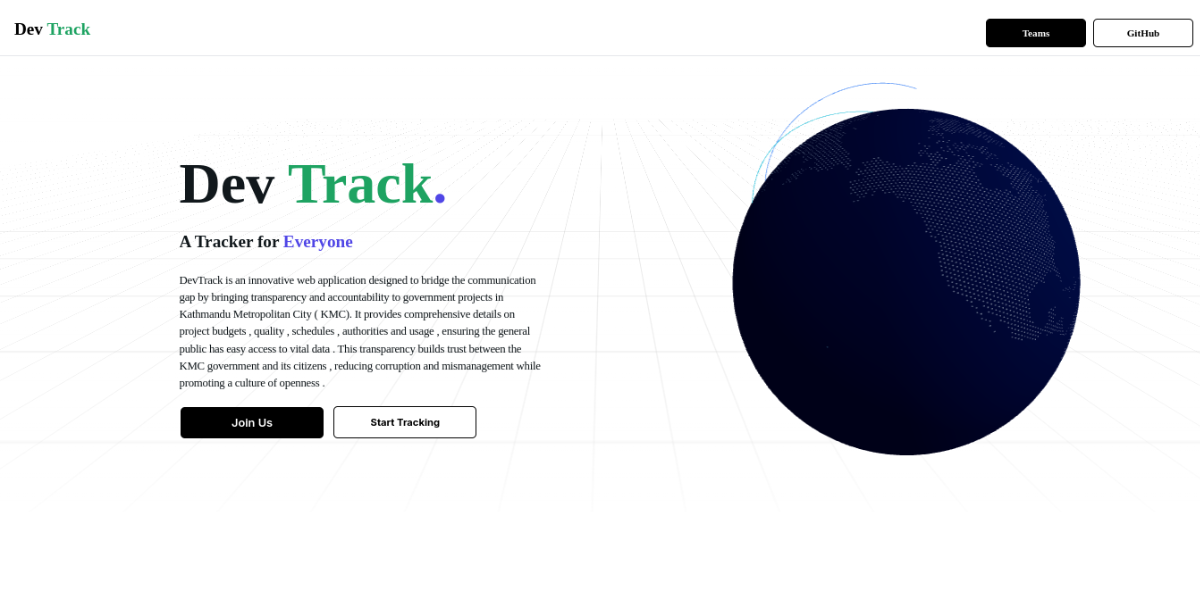 Dev Track
Teams
GitHub
Dev Track.
A Tracker for Everyone
DevTrack is an innovative web application designed to bridge the communication
gap by bringing transparency and accountability to government projects in
Kathmandu Metropolitan City ( KMC). It provides comprehensive details on
project budgets , quality , schedules , authorities and usage , ensuring the general
public has easy access to vital data . This transparency builds trust between the
KMC government and its citizens , reducing corruption and mismanagement while
promoting a culture of openness .
Join Us
Start Tracking